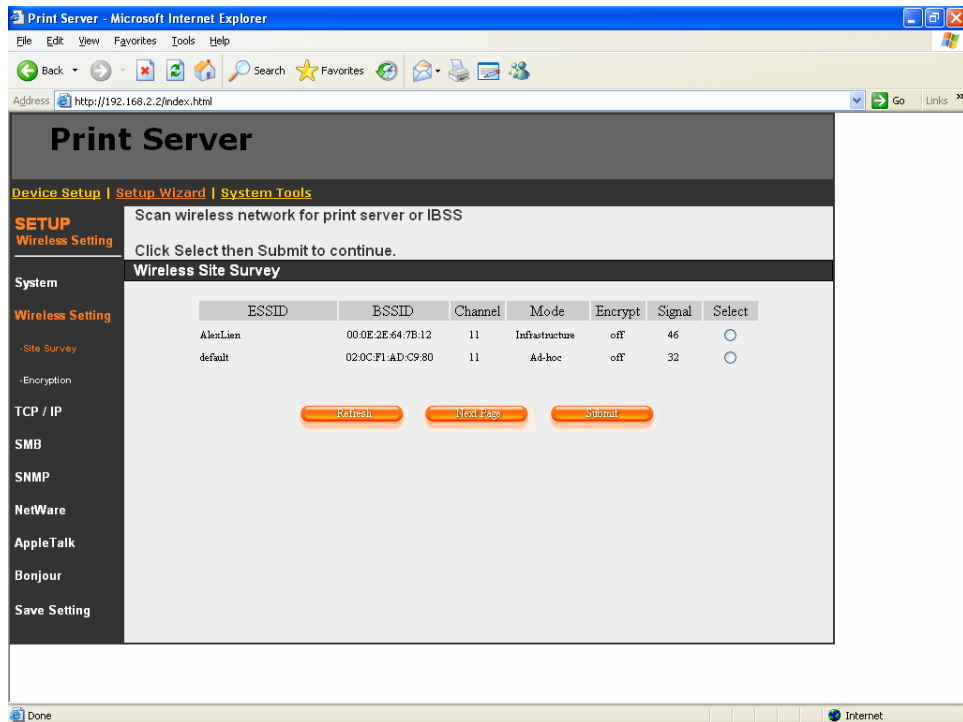 Print Server - Microsoft Internet Explorer
File Edit View Favorites Tools Help
Back Search Favorites
Address http://192.168.2.2/index.html Go Links »
Print Server
Device Setup | Setup Wizard | System Tools
SETUP
Wireless Setting
System
Wireless Setting
-Site Survey
-Encryption
TCP / IP
SMB
SNMP
NetWare
AppleTalk
Bonjour
Save Setting
Scan wireless network for print server or IBSS
Click Select then Submit to continue.
Wireless Site Survey
ESSID BSSID Channel Mode Encrypt Signal Select
AlexLien 00:0E:2E:64:7B:12 11 Infrastructure off 46
default 02:0C:F1:AD:C9:80 11 Ad-hoc off 32
Refresh Next Page Submit
Done Internet